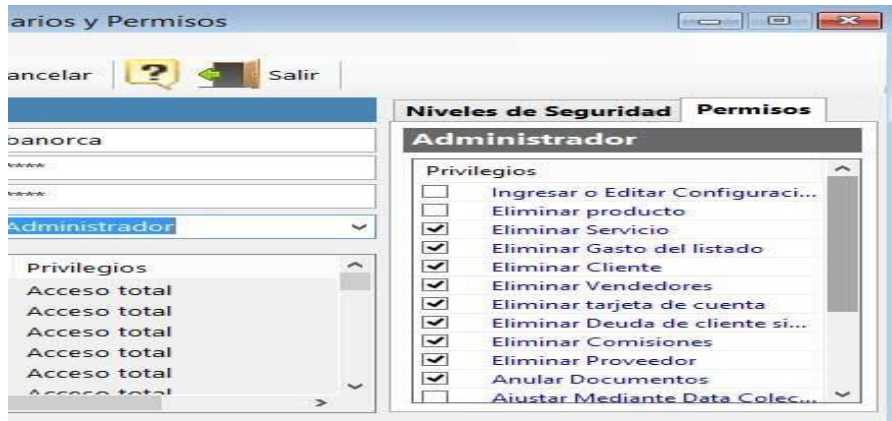 arios y Permisos
ancelar
?
Salir
Niveles de Seguridad
Permisos
banorca
****
****
Administrador
Privilegios
Acceso total
Acceso total
Acceso total
Acceso total
Acceso total
Acceso total
Administrador
Privilegios
Ingresar o Editar Configuraci...
Eliminar producto
Eliminar Servicio
Eliminar Gasto del listado
Eliminar Cliente
Eliminar Vendedores
Eliminar tarjeta de cuenta
Eliminar Deuda de cliente si...
Eliminar Comisiones
Eliminar Proveedor
Anular Documentos
Ajustar Mediante Data Colec...